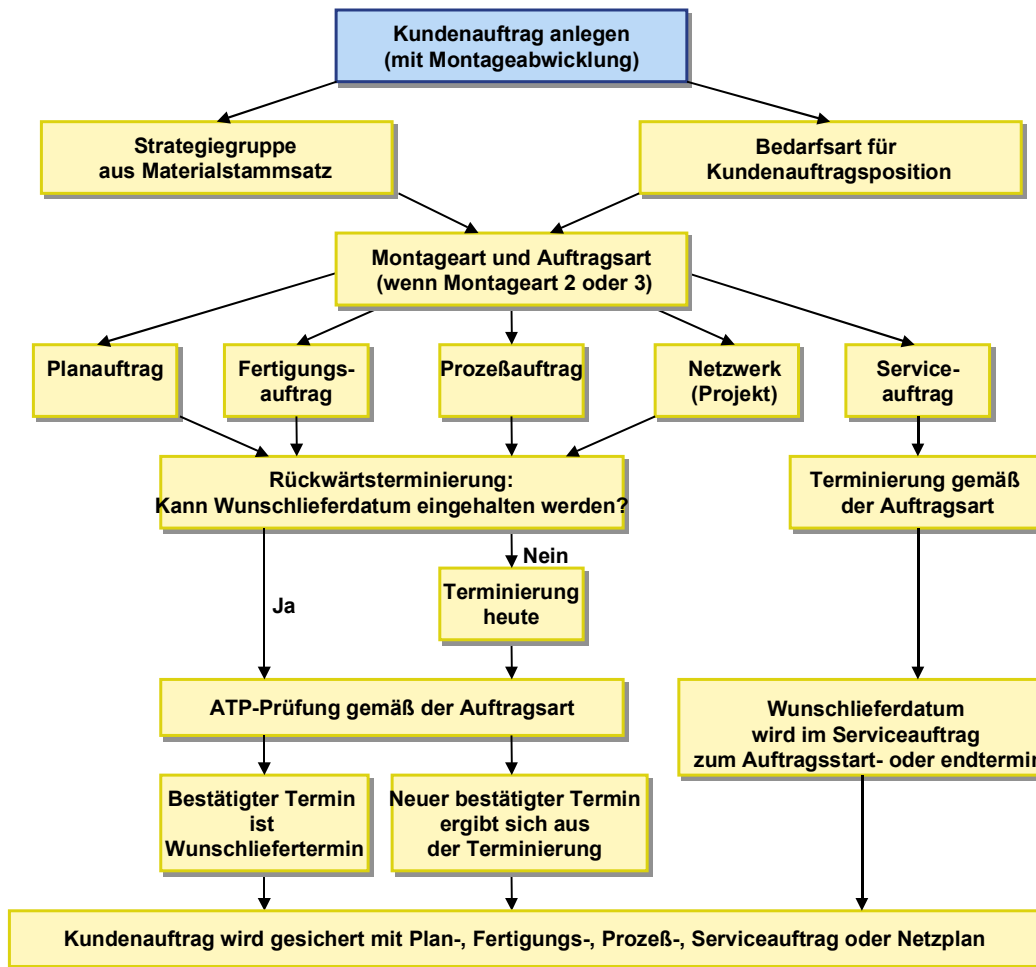 Kundenauftrag anlegen
(mit Montageabwicklung)
Strategiegruppe
aus Materialstammsatz
Bedarfsart für
Kundenauftragsposition
Montageart und Auftragsart
(wenn Montageart 2 oder 3)
Planauftrag
Fertigungs-
auftrag
Prozeßauftrag
Netzwerk
(Projekt)
Service-
auftrag
Rückwärtsterminierung:
Kann Wunschlieferdatum eingehalten werden?
Terminierung gemäß
der Auftragsart
Nein
Ja
Terminierung
heute
ATP-Prüfung gemäß der Auftragsart
Wunschlieferdatum
wird im Serviceauftrag
zum Auftragsstart- oder endtermin
Bestätigter Termin
ist
Wunschliefertermin
Neuer bestätigter Termin
ergibt sich aus
der Terminierung
Kundenauftrag wird gesichert mit Plan-, Fertigungs-, Prozeß-, Serviceauftrag oder Netzplan